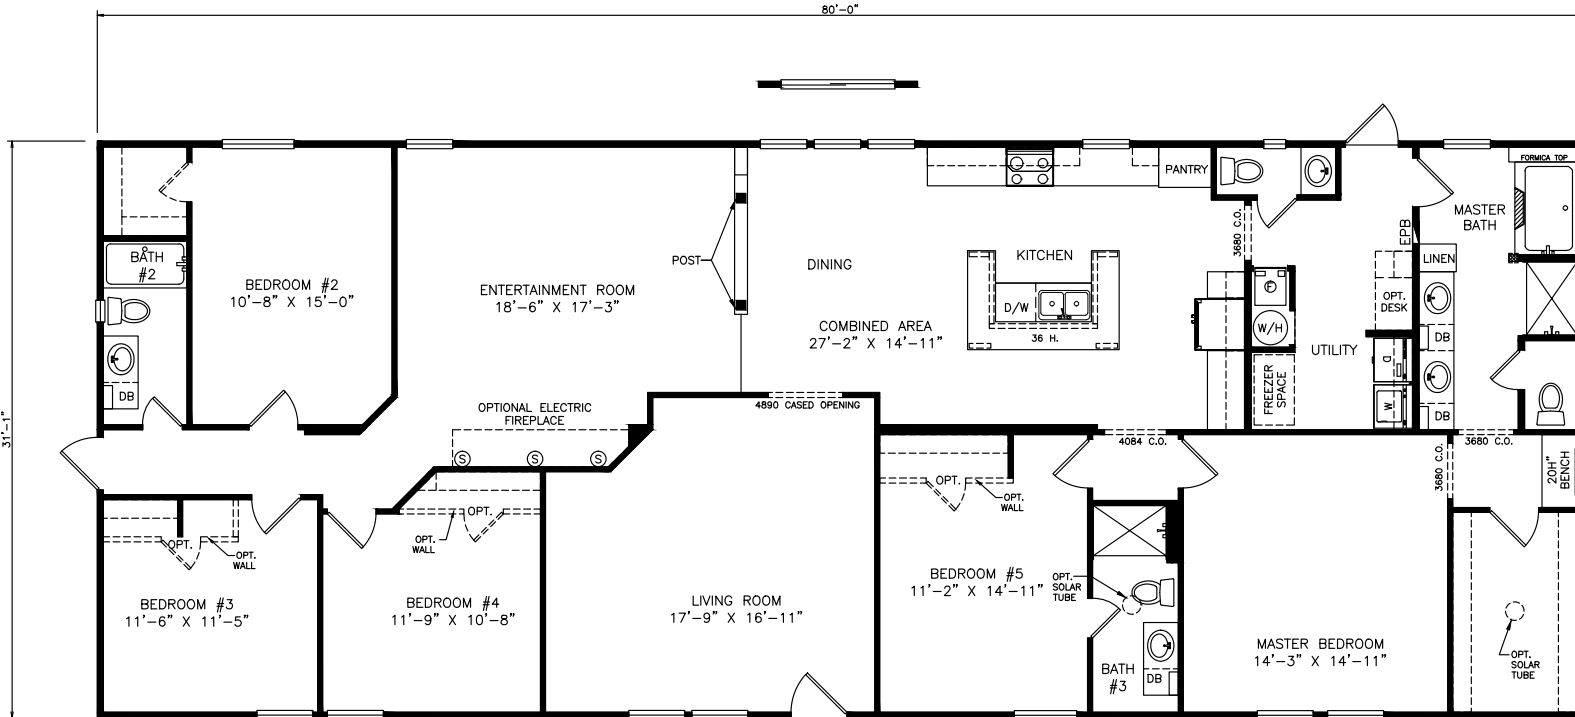 80'-0"
31'-1"
BATH
#2
DB
BEDROOM #2
10'-8" X 15'-0"
ENTERTAINMENT ROOM
18'-6" X 17'-3"
POST
DINING
COMBINED AREA
27'-2" X 14'-11"
KITCHEN
D/W
36 H.
PANTRY
3680 C.O.
F
W/H
FREEZER
SPACE
UTILITY
EPB
OPT.
DESK
D
W
MASTER
BATH
FORMICA TOP
LINEN
DB
DB
OPTIONAL ELECTRIC
FIREPLACE
S
S
S
4890 CASED OPENING
4084 C.O.
3680 C.O.
3680 C.O.
20H"
BENCH
OPT.
OPT.
WALL
BEDROOM #3
11'-6" X 11'-5"
OPT.
OPT.
WALL
BEDROOM #4
11'-9" X 10'-8"
LIVING ROOM
17'-9" X 16'-11"
OPT.
OPT.
WALL
BEDROOM #5
11'-2" X 14'-11"
OPT.
SOLAR
TUBE
BATH
#3
DB
MASTER BEDROOM
14'-3" X 14'-11"
OPT.
SOLAR
TUBE